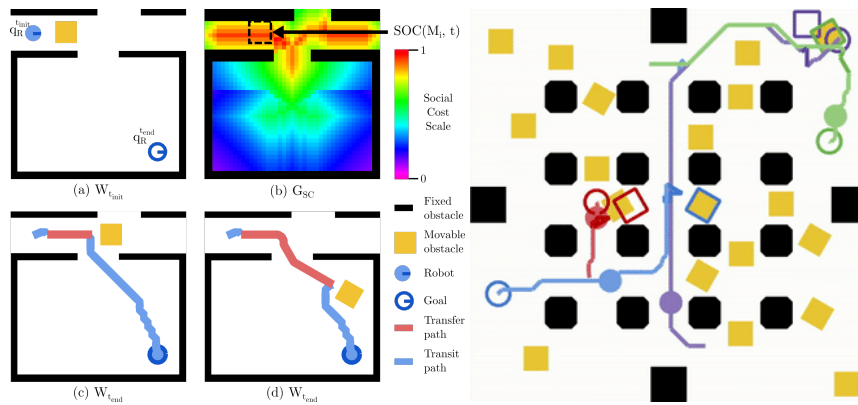 t_init
q_R
t_end
q_R
(a) W_{t_init}
SOC(M_i, t)
1
Social
Cost
Scale
0
(b) G_SC
(c) W_{t_end}
(d) W_{t_end}
Fixed
obstacle
Movable
obstacle
Robot
Goal
Transfer
path
Transit
path